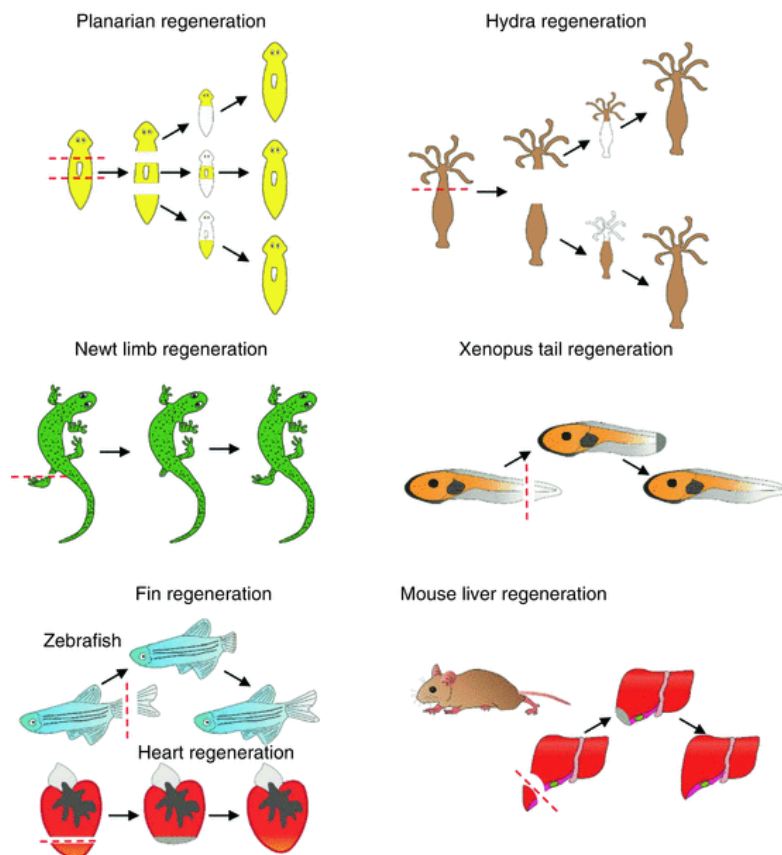 Planarian regeneration
Hydra regeneration
Newt limb regeneration
Xenopus tail regeneration
Fin regeneration
Mouse liver regeneration
Zebrafish
Heart regeneration